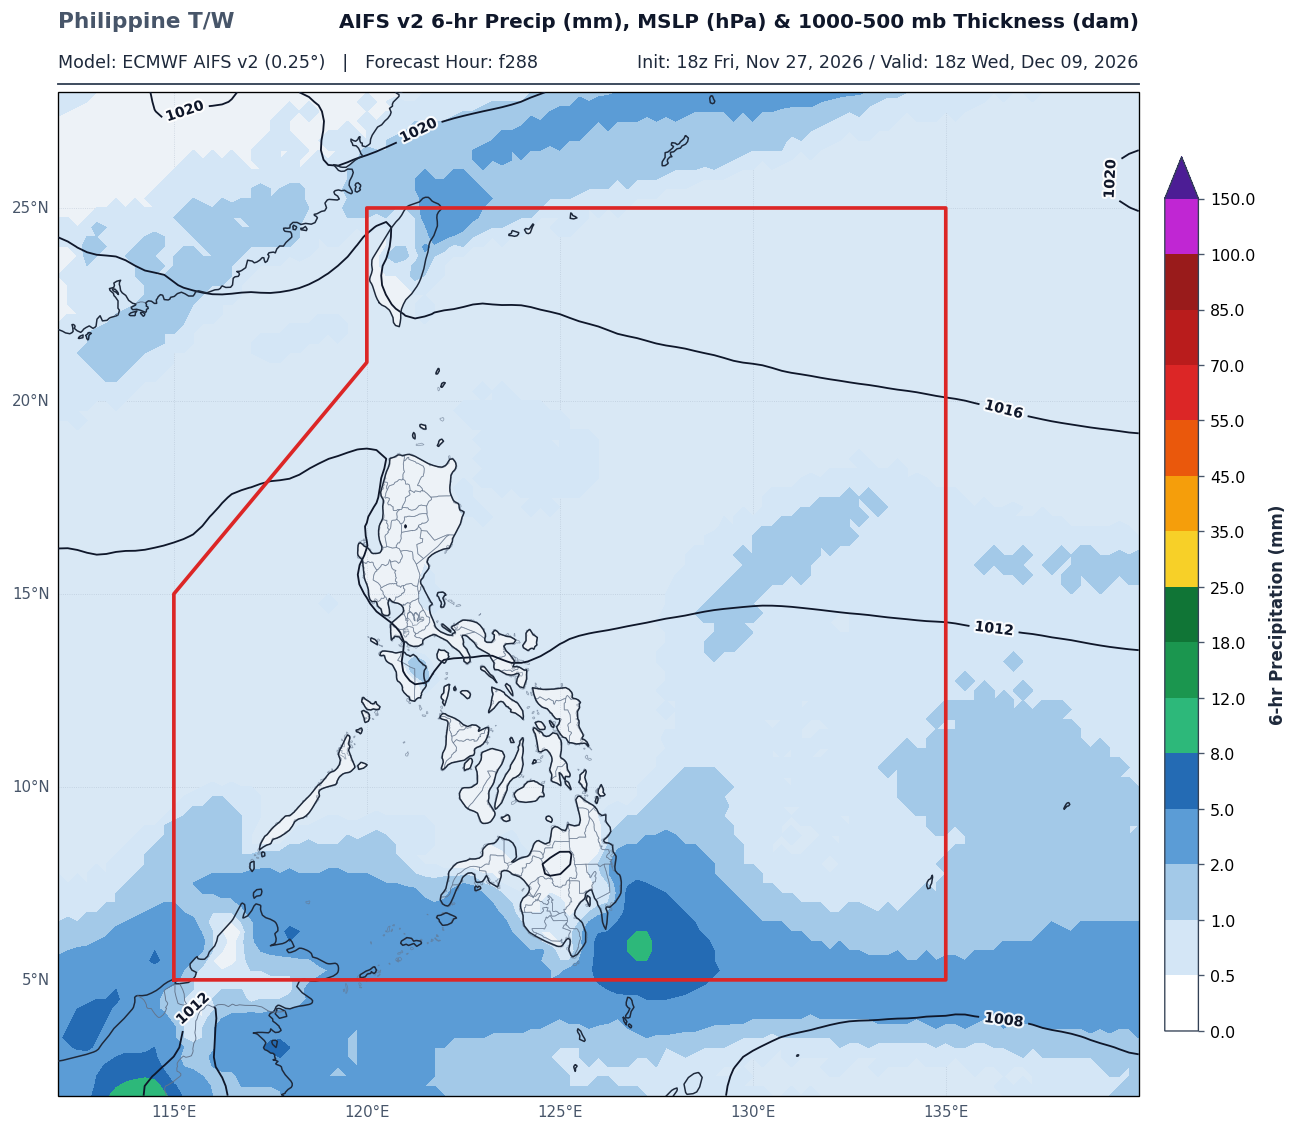 Philippine T/W
AIFS v2 6-hr Precip (mm), MSLP (hPa) & 1000-500 mb Thickness (dam)
Model: ECMWF AIFS v2 (0.25°) | Forecast Hour: f288
Init: 18z Fri, Nov 27, 2026 / Valid: 18z Wed, Dec 09, 2026
1020
1020
1020
1016
1012
1012
1008
25°N
20°N
15°N
10°N
5°N
115°E
120°E
125°E
130°E
135°E
150.0
100.0
85.0
70.0
55.0
45.0
35.0
25.0
18.0
12.0
8.0
5.0
2.0
1.0
0.5
0.0
6-hr Precipitation (mm)